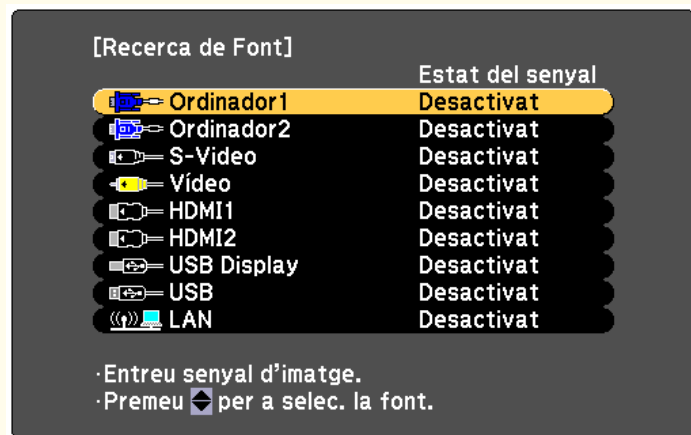 [Recerca de Font]
Estat del senyal
Ordinador1 Desactivat
Ordinador2 Desactivat
S-Video Desactivat
Vídeo Desactivat
HDMI1 Desactivat
HDMI2 Desactivat
USB Display Desactivat
USB Desactivat
LAN Desactivat
·Entreu senyal d'imatge.
·Premeu per a selec. la font.